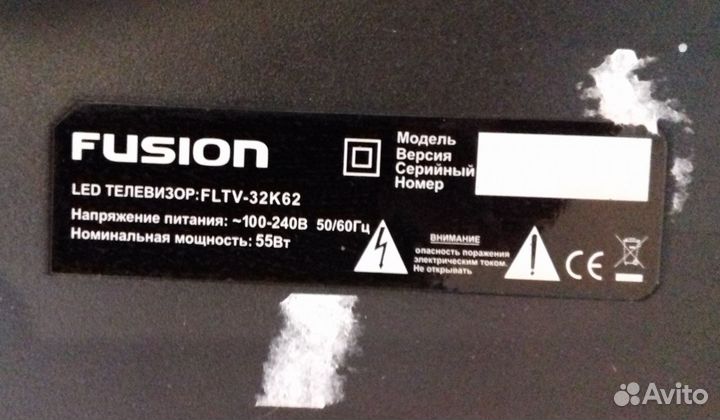 FUSION
LED ТЕЛЕВИЗОР:FLTV-32K62
Напряжение питания: ~100-240В 50/60Гц
Номинальная мощность: 55Вт
Модель
Версия
Серийный
Номер
ВНИМАНИЕ
опасность поражения
электрическим током.
Не открывать
CE
Avito